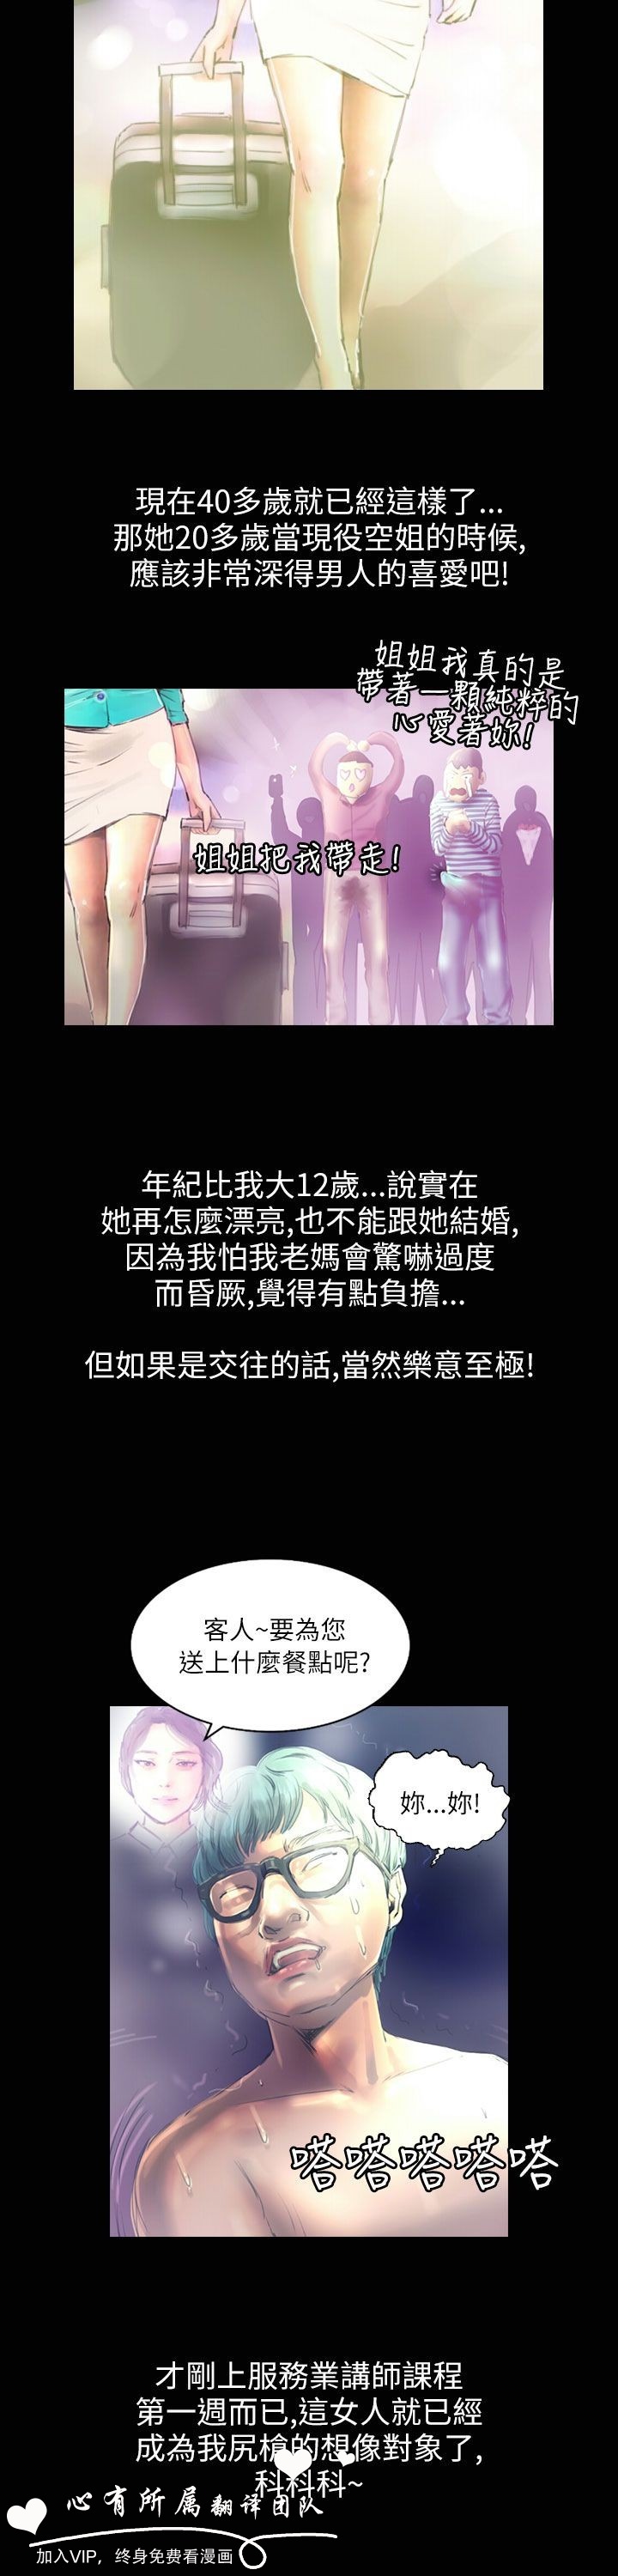 現在40多歲就已經這樣了...
那她20多歲當現役空姐的時候,
應該非常深得男人的喜愛吧!
姐姐我真的是
帶著一顆純粹的
心愛著妳!
姐姐把我帶走!
年紀比我大12歲...說實在
她再怎麼漂亮,也不能跟她結婚,
因為我怕我老媽會驚嚇過度
而昏厥,覺得有點負擔...
但如果是交往的話,當然樂意至極!
客人~要為您
送上什麼餐點呢?
妳...妳!
嗒嗒嗒嗒嗒
才剛上服務業講師課程
第一週而已,這女人就已經
成為我尻槍的想像對象了,
科科科~
心有所属翻译团队
加入VIP，终身免费看漫画